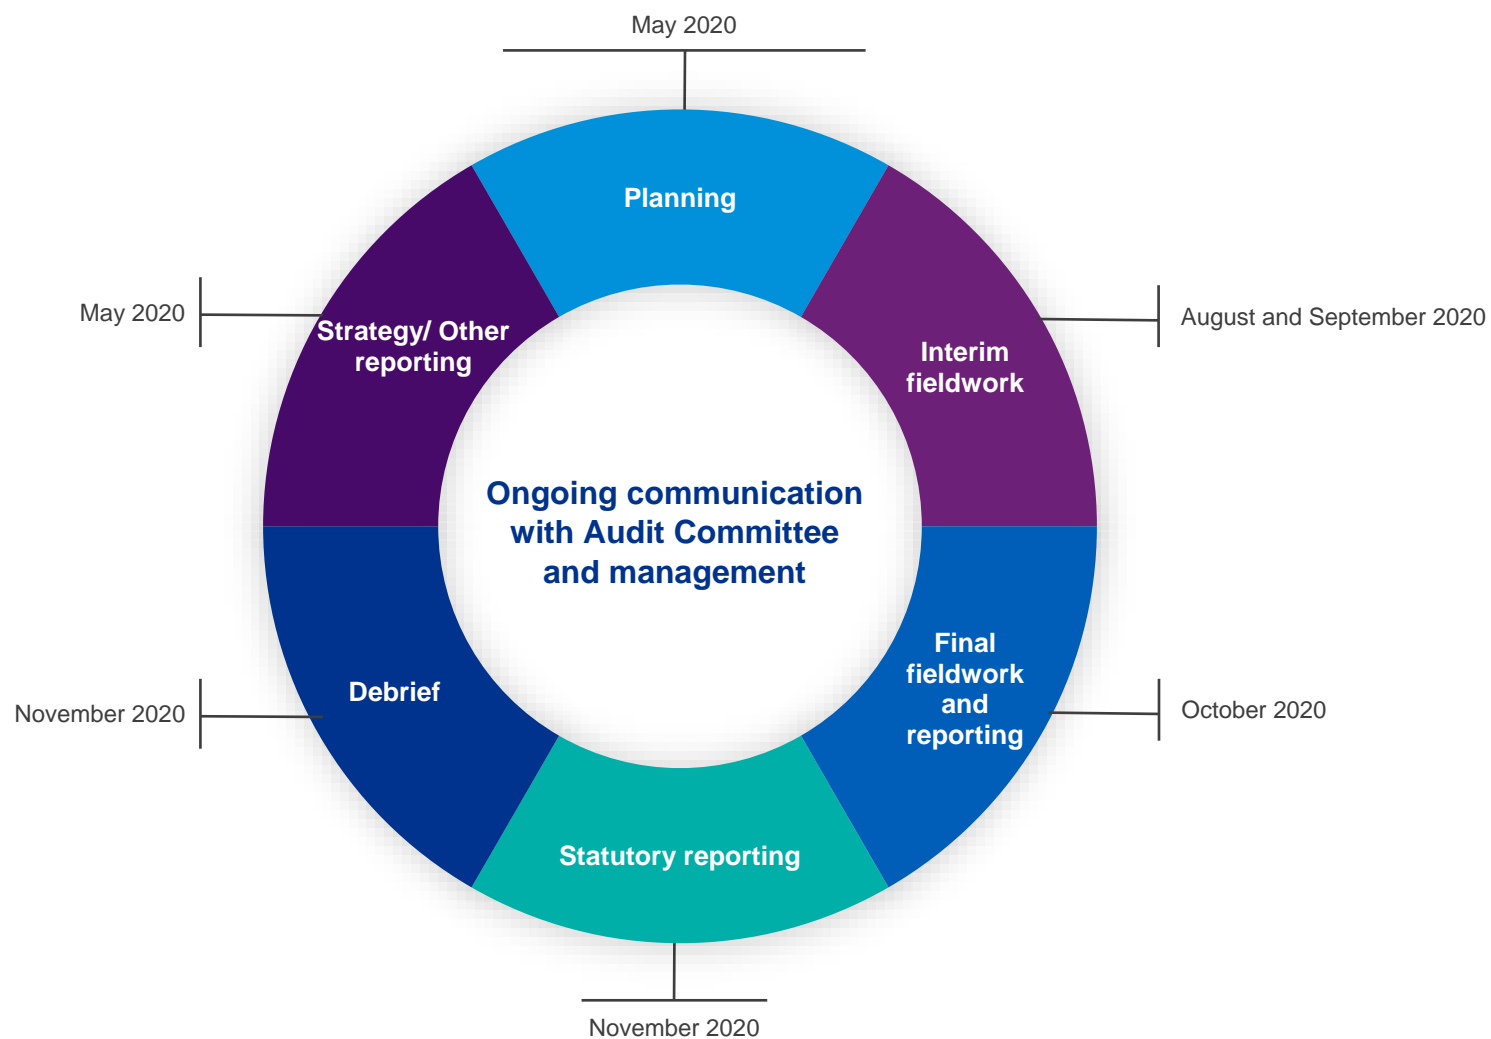 May 2020
Planning
May 2020
Strategy/ Other
reporting
Interim
fieldwork
August and September 2020
Ongoing communication
with Audit Committee
and management
November 2020
Debrief
Final
fieldwork
and
reporting
October 2020
Statutory reporting
November 2020